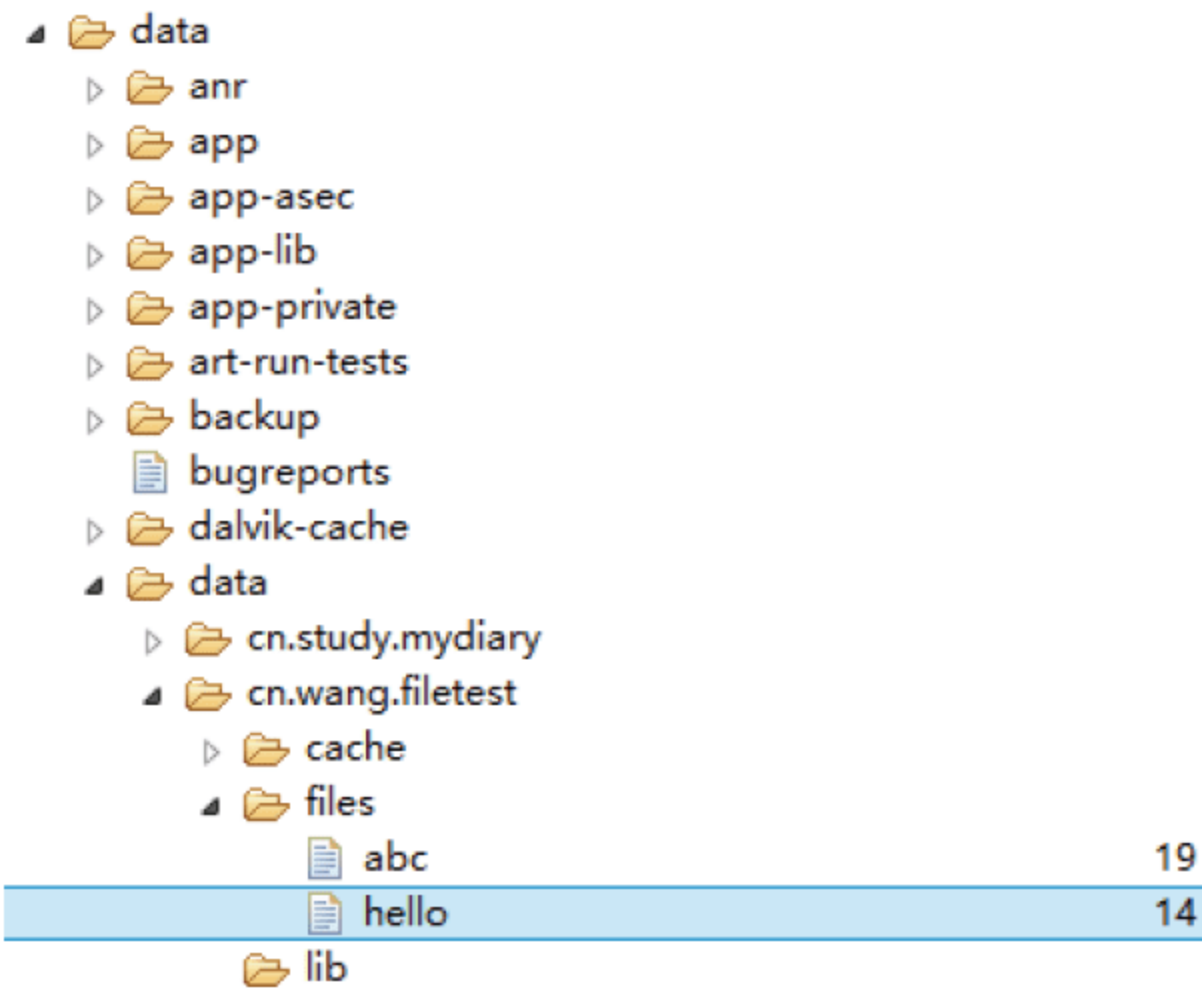 data
anr
app
app-asec
app-lib
app-private
art-run-tests
backup
bugreports
dalvik-cache
data
cn.study.mydiary
cn.wang.filetest
cache
files
abc 19
hello 14
lib